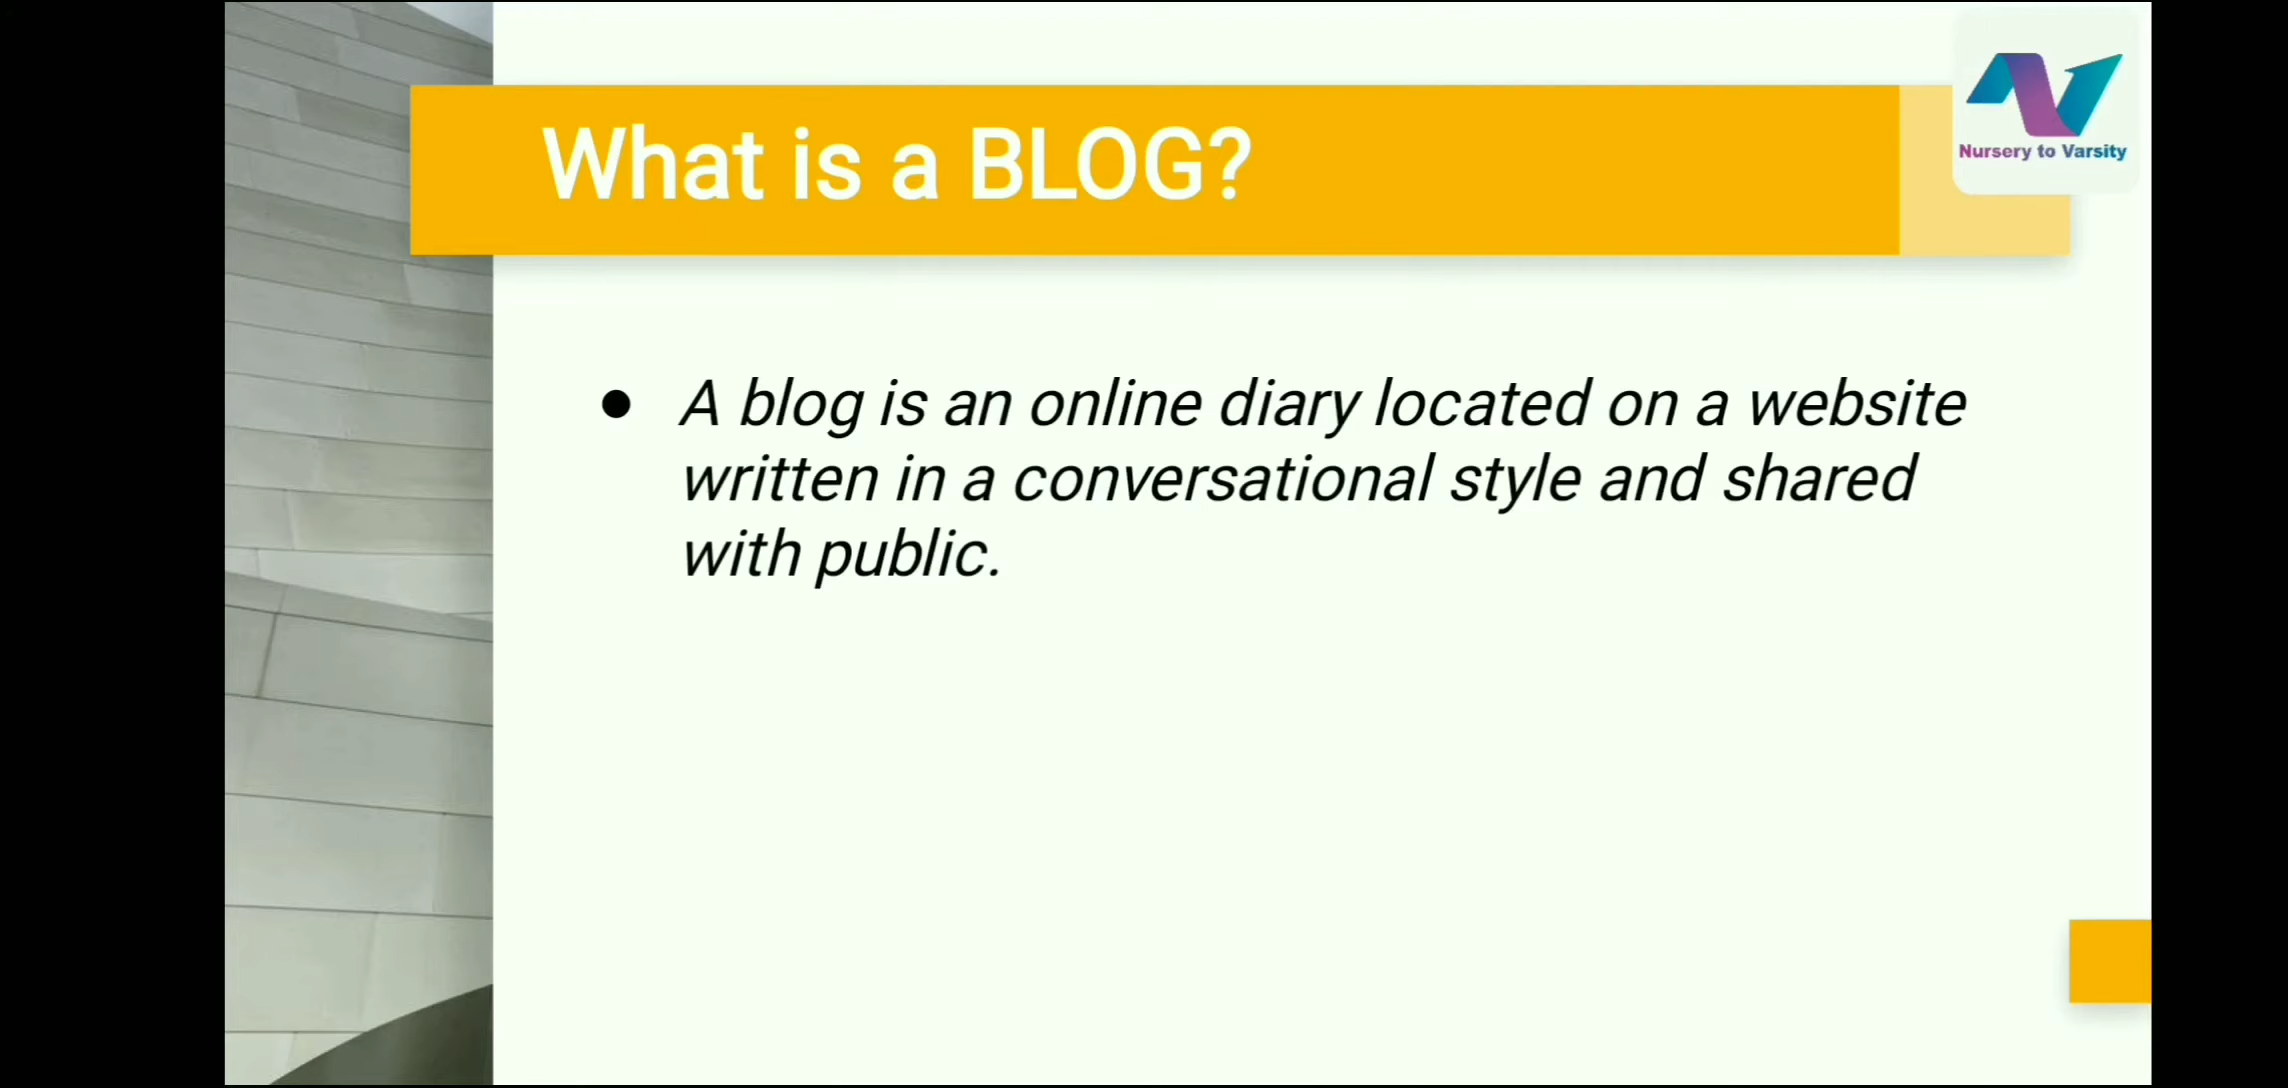 Nursery to Varsity
What is a BLOG?
● A blog is an online diary located on a website
written in a conversational style and shared
with public.